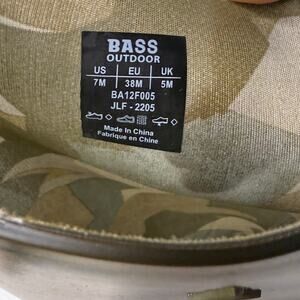 BASS
OUTDOOR
US EU UK
7M 38M 5M
BA12F005
JLF - 2205
Made In China
Fabrique en Chine